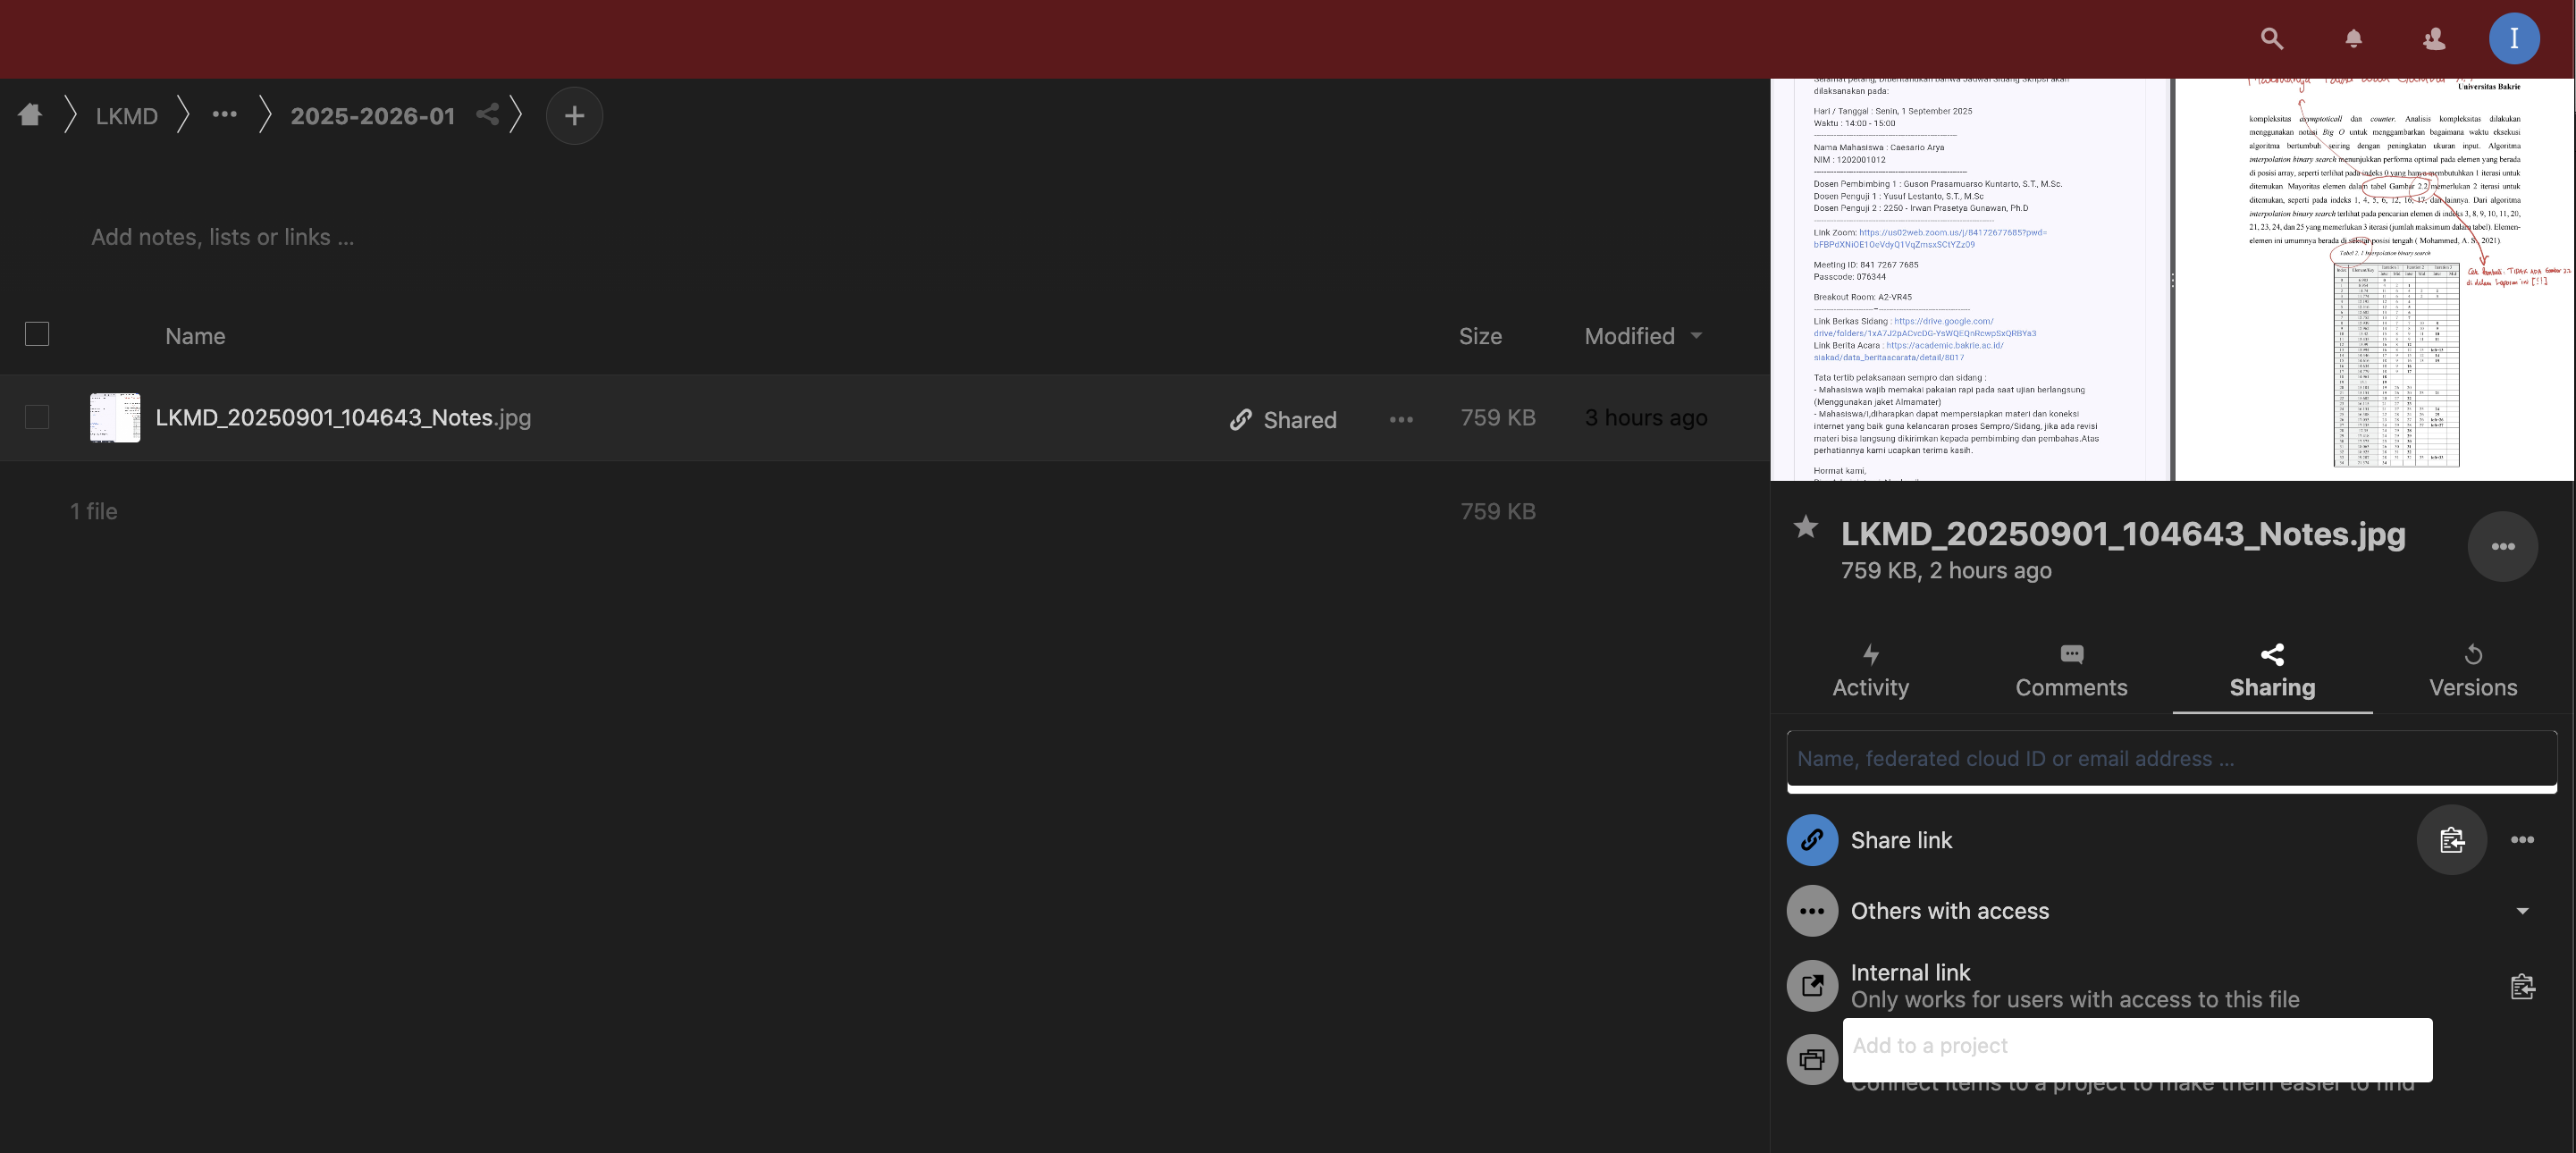 I
LKMD
2025-2026-01
Add notes, lists or links ...
Name
Size
Modified
LKMD_20250901_104643_Notes.jpg
Shared
759 KB
3 hours ago
1 file
759 KB
dilaksanakan pada:
Hari / Tanggal : Senin, 1 September 2025
Waktu : 14:00 - 15:00
Nama Mahasiswa : Caesario Arya
NIM : 1202001012
Dosen Pembimbing 1 : Guson Prasamuarso Kuntarto, S.T., M.Sc.
Dosen Penguji 1 : Yusuf Lestanto, S.T., M.Sc
Dosen Penguji 2 : 2250 - Irwan Prasetya Gunawan, Ph.D
Link Zoom: https://us02web.zoom.us/j/84172677685?pwd=
Meeting ID: 841 7267 7685
Passcode: 076344
Breakout Room: A2-VR45
Link Berkas Sidang : https://drive.google.com/
Link Berita Acara : https://academic.bakrie.ac.id/
siakad/data_beritaacarata/detail/8017
Tata tertib pelaksanaan sempro dan sidang :
- Mahasiswa wajib memakai pakaian rapi pada saat ujian berlangsung
(Menggunakan jaket Almamater)
- Mahasiswa/i,diharapkan dapat mempersiapkan materi dan koneksi
internet yang baik guna kelancaran proses Sempro/Sidang, jika ada revisi
materi bisa langsung dikirimkan kepada pembimbing dan pembahas.Atas
perhatiannya kami ucapkan terima kasih.
Hormat kami,
Universitas Bakrie
kompleksitas asymptoticall dan counter. Analisis kompleksitas dilakukan
menggunakan notasi Big O untuk menggambarkan bagaimana waktu eksekusi
algoritma bertumbuh seiring dengan peningkatan ukuran input. Algoritma
interpolation binary search menunjukkan performa optimal pada elemen yang berada
di posisi array, seperti terlihat pada indeks 0 yang hanya membutuhkan 1 iterasi untuk
ditemukan. Mayoritas elemen dalam tabel Gambar 2.2 memerlukan 2 iterasi untuk
ditemukan, seperti pada indeks 1, 4, 5, 6, 12, 16, 17, dan lainnya. Dari algoritma
interpolation binary search terlihat pada pencarian elemen di indeks 3, 8, 9, 10, 11, 20,
21, 23, 24, dan 25 yang memerlukan 3 iterasi (jumlah maksimum dalam tabel). Elemen-
elemen ini umumnya berada di sekitar posisi tengah ( Mohammed, A. S., 2021).
Tabel 2. 1 Interpolation binary search
Cek kembali: TIDAK ADA Gambar 2.2
di dalam laporan ini [!!]
LKMD_20250901_104643_Notes.jpg
759 KB, 2 hours ago
Activity
Comments
Sharing
Versions
Name, federated cloud ID or email address ...
Share link
Others with access
Internal link
Only works for users with access to this file
Add to a project
Connect items to a project to make them easier to find